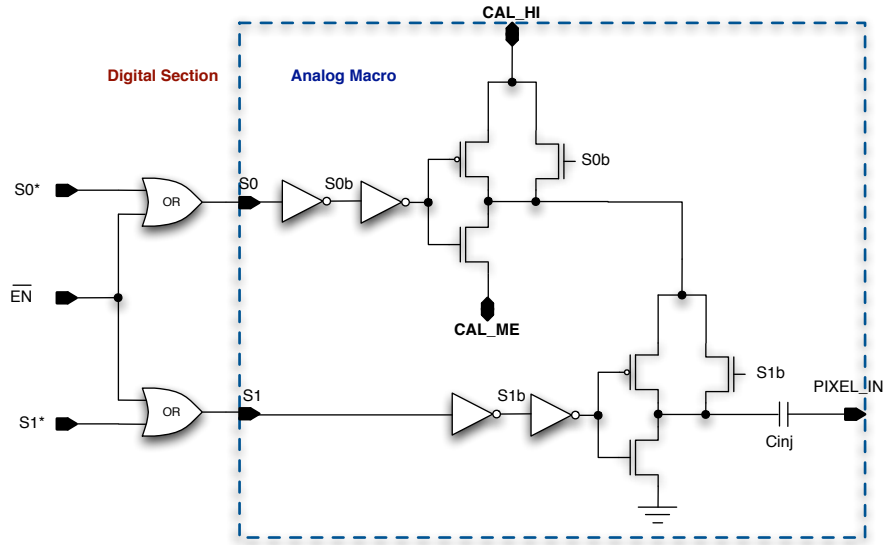 CAL_HI
Digital Section
Analog Macro
S0*
OR
S0
S0b
S0b
EN
CAL_ME
S1*
OR
S1
S1b
S1b
PIXEL_IN
Cinj